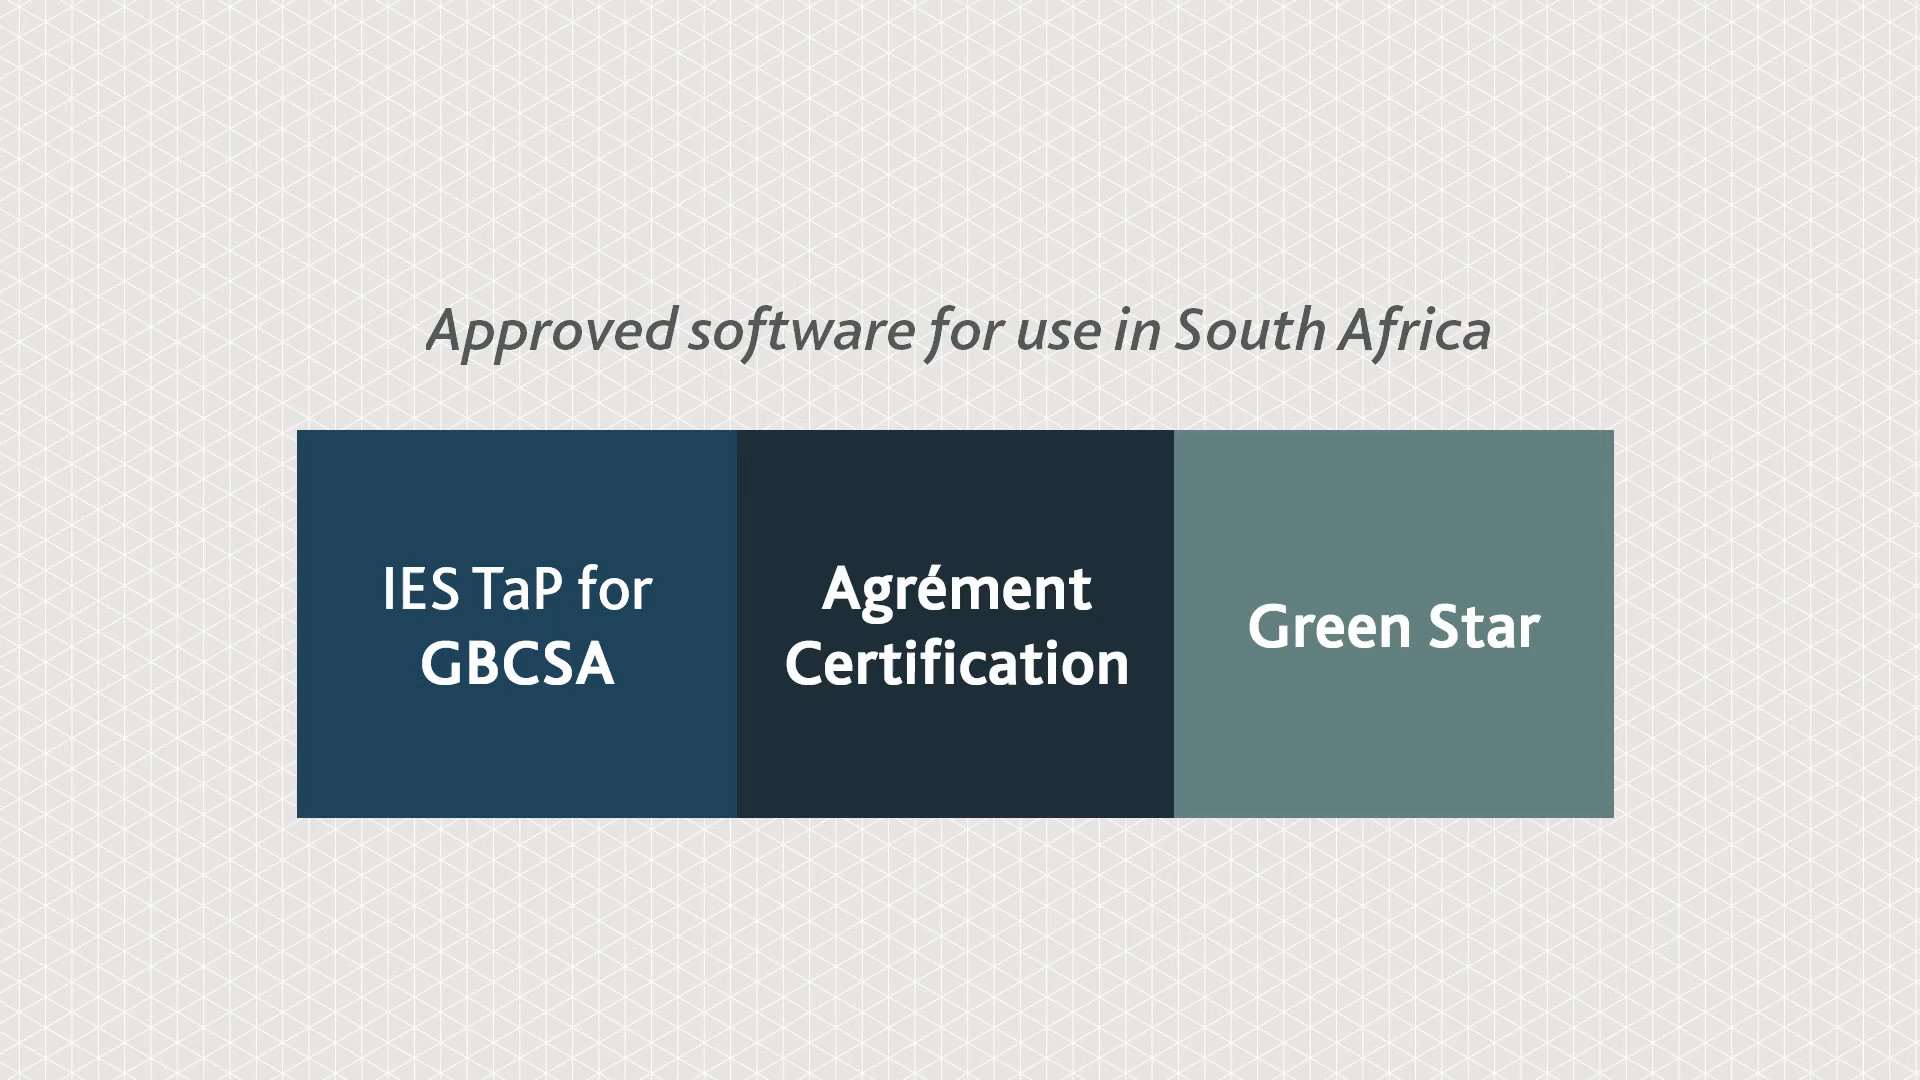 Approved software for use in South Africa
IES TaP for
GBCSA
Agrément
Certification
Green Star